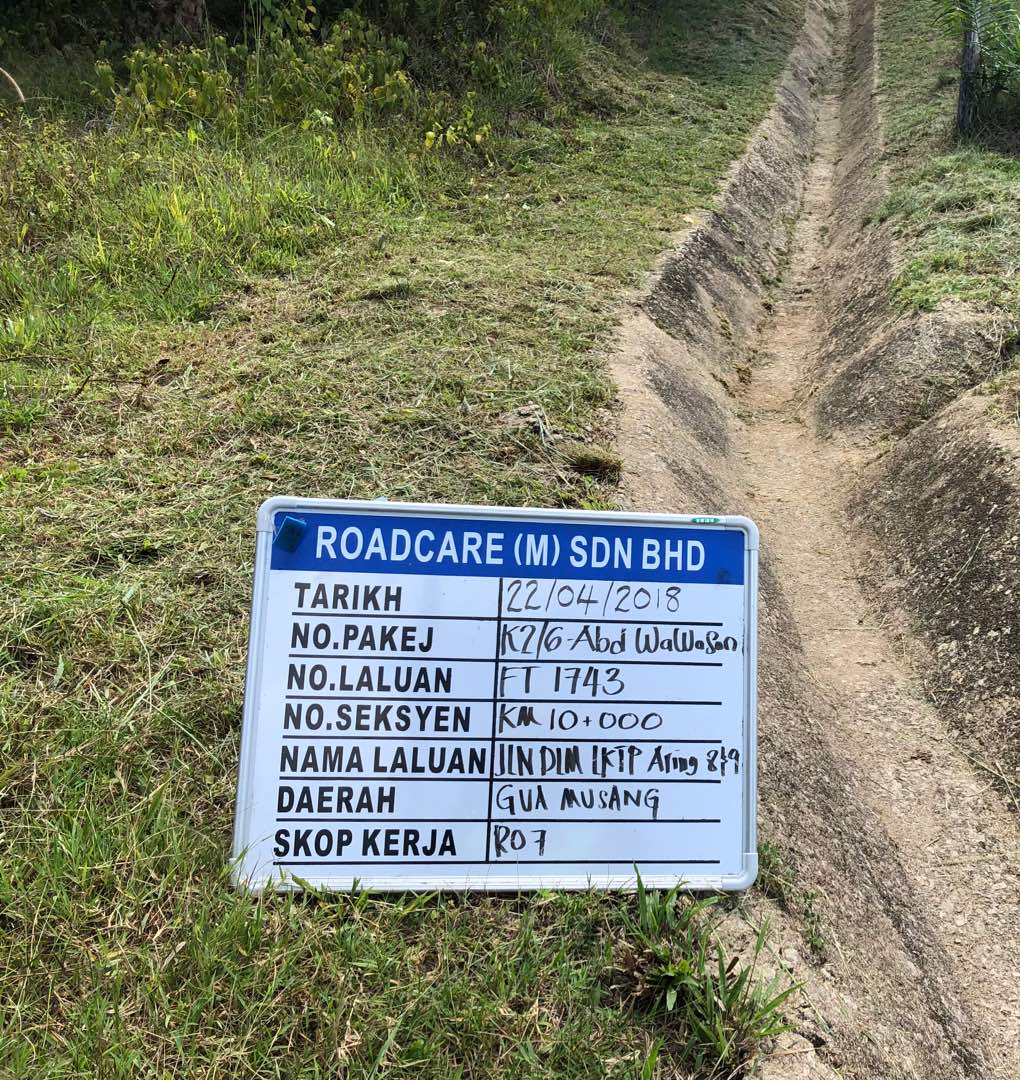 ROADCARE (M) SDN BHD
TARIKH 22/04/2018
NO.PAKEJ K2/6-Abdi WaWaSan
NO.LALUAN FT 1743
NO.SEKSYEN KM 10+000
NAMA LALUAN JLN DLM LKTP Aring 8&9
DAERAH GUA MUSANG
SKOP KERJA R07